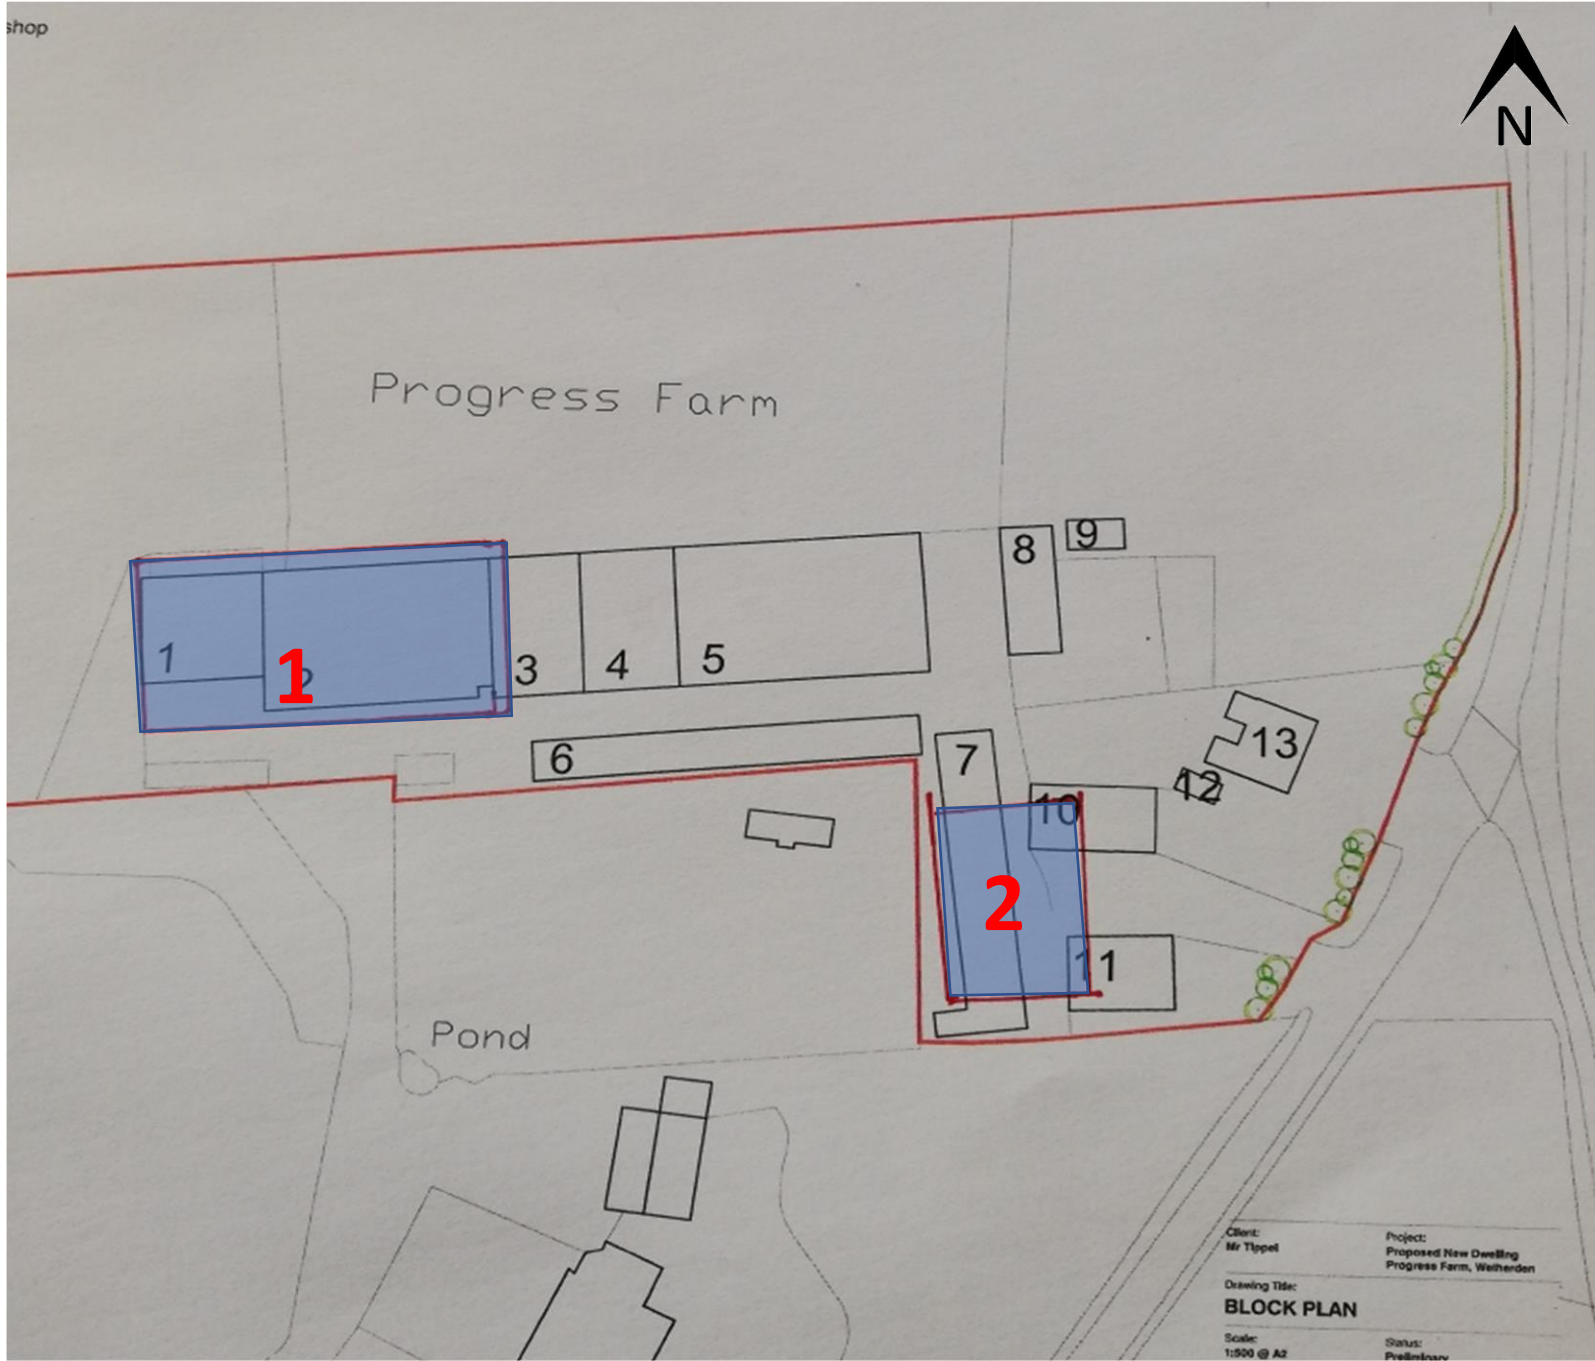 shop
N
Progress Farm
1
2
3
4
5
6
7
8
9
10
11
12
13
1
2
Pond
Client:
Mr Tippel
Project:
Proposed New Dwelling
Progress Farm, Wetherden
Drawing Title:
BLOCK PLAN
Scale:
1:500 @ A2
Status:
Preliminary